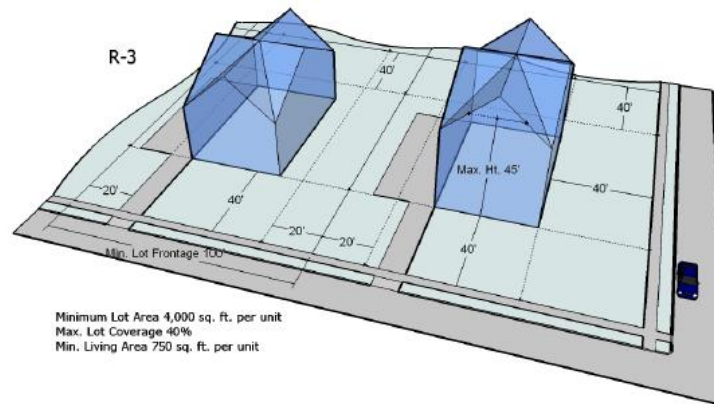 R-3
40'
40'
Max. Ht. 45'
20'
40'
40'
20'
20'
40'
Min. Lot Frontage 100'
Minimum Lot Area 4,000 sq. ft. per unit
Max. Lot Coverage 40%
Min. Living Area 750 sq. ft. per unit